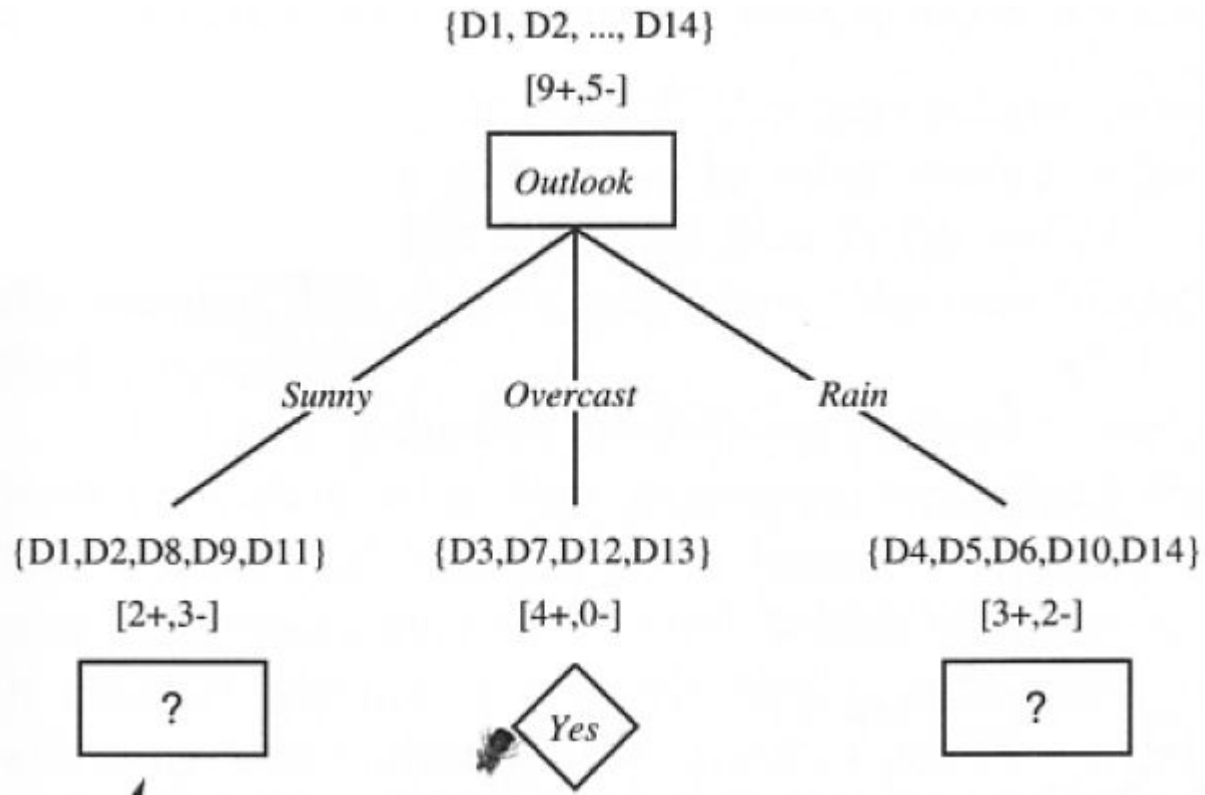 {D1, D2, ..., D14}
[9+,5-]
Outlook
Sunny
Overcast
Rain
{D1,D2,D8,D9,D11}
{D3,D7,D12,D13}
{D4,D5,D6,D10,D14}
[2+,3-]
[4+,0-]
[3+,2-]
?
Yes
?